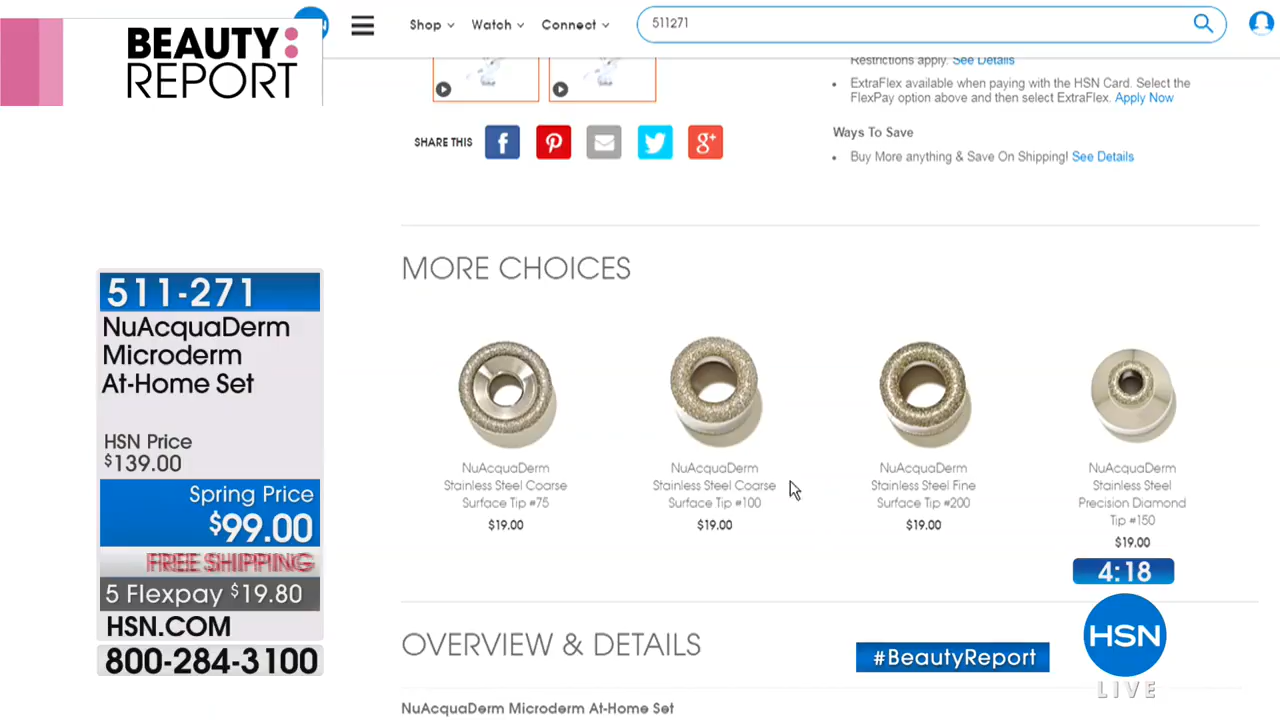 BEAUTY:
REPORT
Shop
Watch
Connect
511271
Restrictions apply. See Details
ExtraFlex available when paying with the HSN Card. Select the
FlexPay option above and then select ExtraFlex. Apply Now
SHARE THIS
f
g+
Ways To Save
Buy More anything & Save On Shipping! See Details
MORE CHOICES
NuAcquaDerm
Stainless Steel Coarse
Surface Tip #75
$19.00
NuAcquaDerm
Stainless Steel Coarse
Surface Tip #100
$19.00
NuAcquaDerm
Stainless Steel Fine
Surface Tip #200
$19.00
NuAcquaDerm
Stainless Steel
Precision Diamond
Tip #150
$19.00
511-271
NuAcquaDerm
Microderm
At-Home Set
HSN Price
$139.00
Spring Price
$99.00
FREE SHIPPING
5 Flexpay $19.80
HSN.COM
800-284-3100
4:18
HSN
LIVE
OVERVIEW & DETAILS
#BeautyReport
NuAcquaDerm Microderm At-Home Set